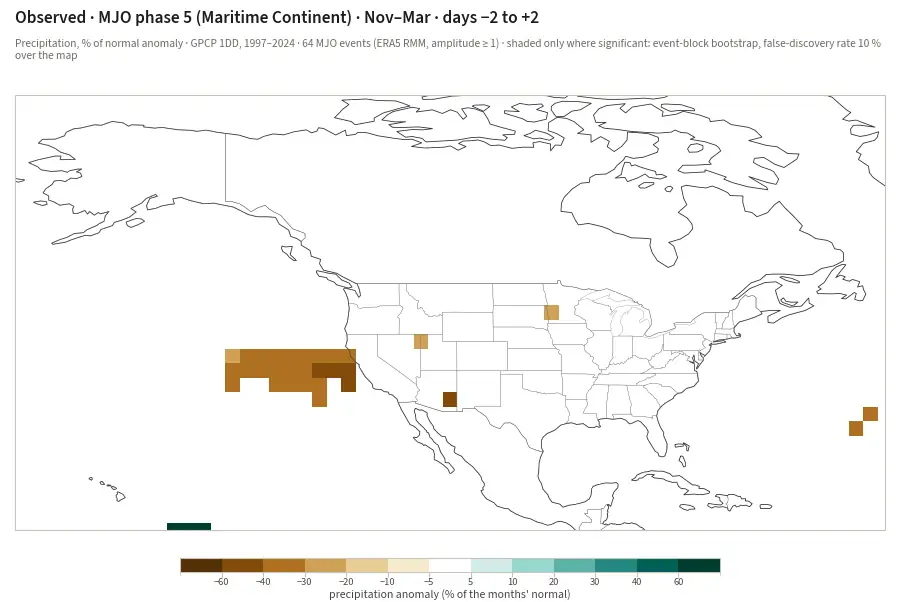 Observed · MJO phase 5 (Maritime Continent) · Nov–Mar · days −2 to +2
Precipitation, % of normal anomaly · GPCP 1DD, 1997–2024 · 64 MJO events (ERA5 RMM, amplitude ≥ 1) · shaded only where significant: event-block bootstrap, false-discovery rate 10 %
over the map
−60 −40 −30 −20 −10 −5 5 10 20 30 40 60
precipitation anomaly (% of the months' normal)